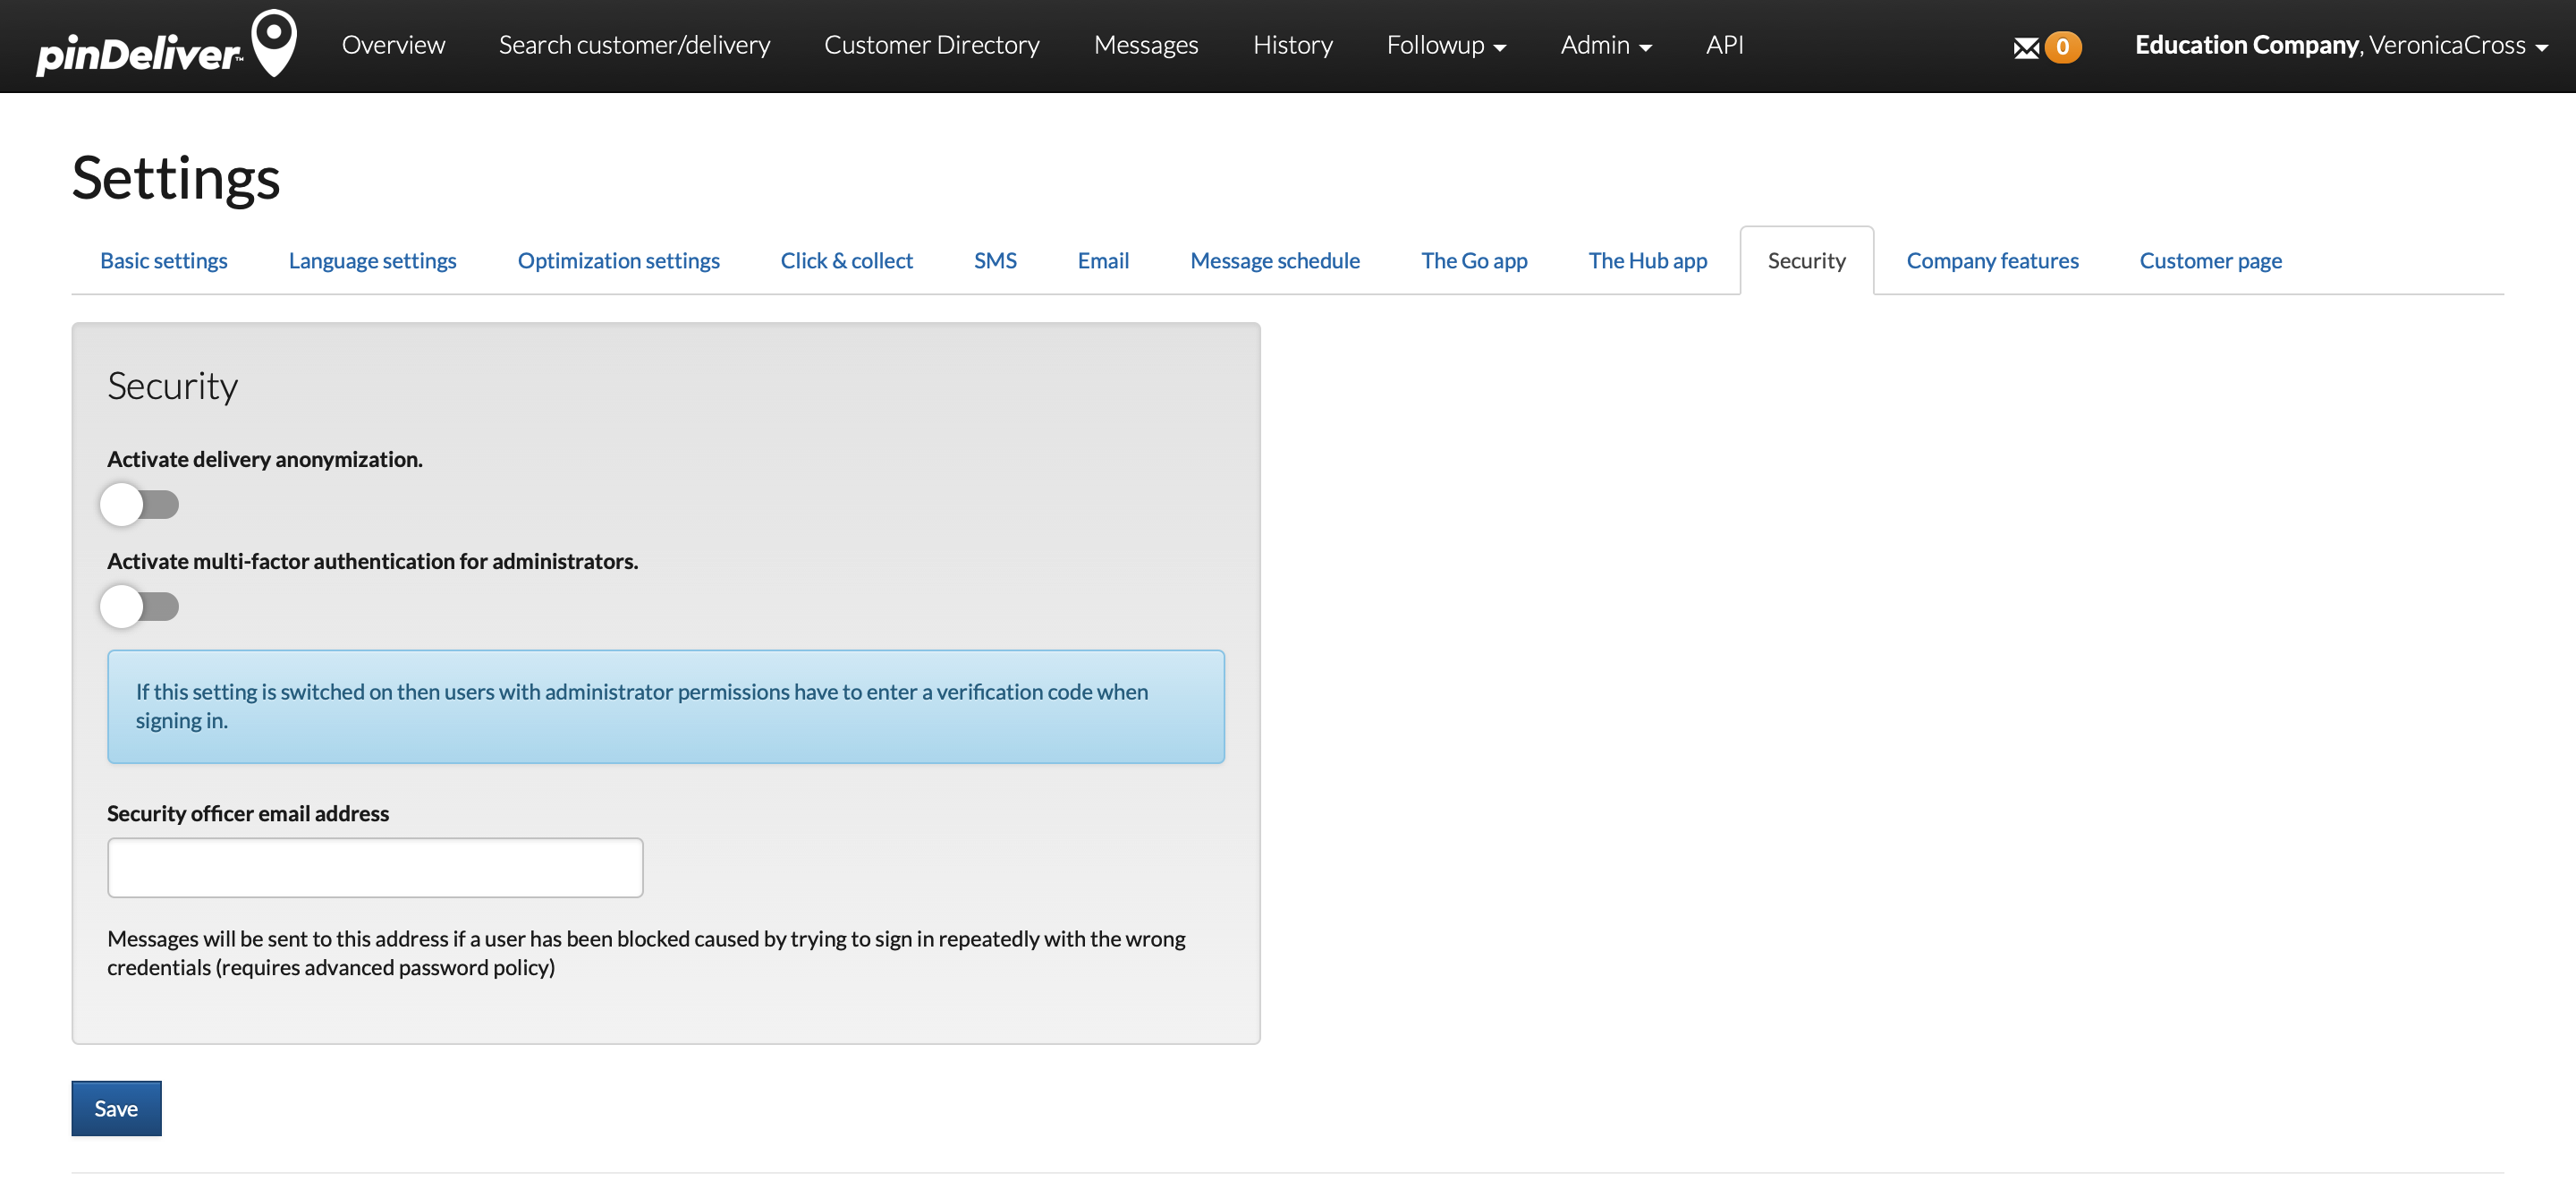 pinDeliver™ Overview Search customer/delivery Customer Directory Messages History Followup Admin API 0 Education Company, VeronicaCross
Settings
Basic settings Language settings Optimization settings Click & collect SMS Email Message schedule The Go app The Hub app Security Company features Customer page
Security
Activate delivery anonymization.
Activate multi-factor authentication for administrators.
If this setting is switched on then users with administrator permissions have to enter a verification code when
signing in.
Security officer email address
Messages will be sent to this address if a user has been blocked caused by trying to sign in repeatedly with the wrong
credentials (requires advanced password policy)
Save